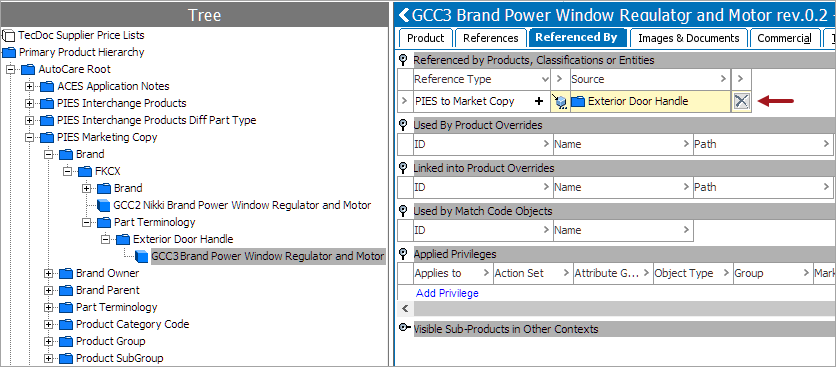 Tree
TecDoc Supplier Price Lists
Primary Product Hierarchy
AutoCare Root
ACES Application Notes
PIES Interchange Products
PIES Interchange Products Diff Part Type
PIES Marketing Copy
Brand
FKCX
Brand
GCC2 Nikki Brand Power Window Regulator and Motor
Part Terminology
Exterior Door Handle
GCC3 Brand Power Window Regulator and Motor
Brand Owner
Brand Parent
Part Terminology
Product Category Code
Product Group
Product SubGroup
GCC3 Brand Power Window Regulator and Motor rev.0.2 -
Product References Referenced By Images & Documents Commercial
Referenced by Products, Classifications or Entities
Reference Type > Source > >
> PIES to Market Copy + Exterior Door Handle
Used By Product Overrides
ID > Name > Path >
Linked into Product Overrides
ID > Name > Path >
Used by Match Code Objects
ID > Name >
Applied Privileges
Applies to > Action Set > Attribute G... > Object Type > Group > Mark
Add Privilege
Visible Sub-Products in Other Contexts